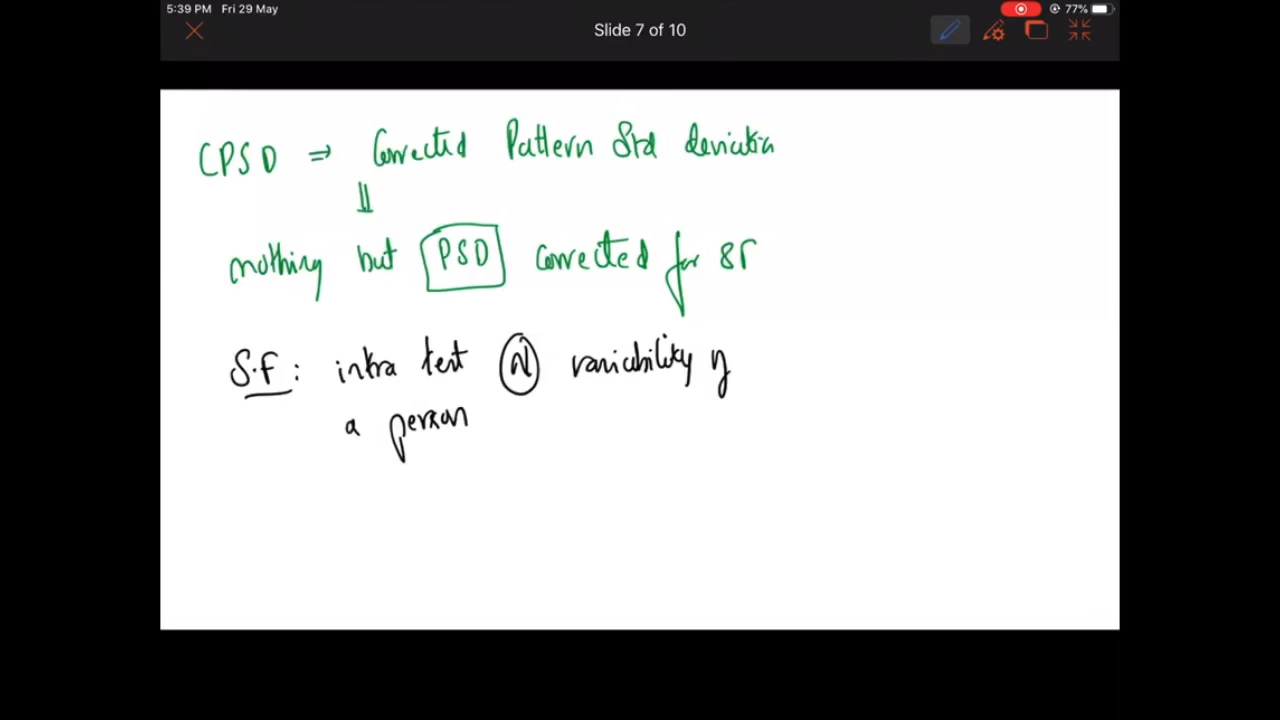 5:39 PM Fri 29 May
77%
Slide 7 of 10
CPSD ⇒ Corrected Pattern Std deviation
⇓
nothing but PSD corrected for SF
S.F: intra test N variability of
a person